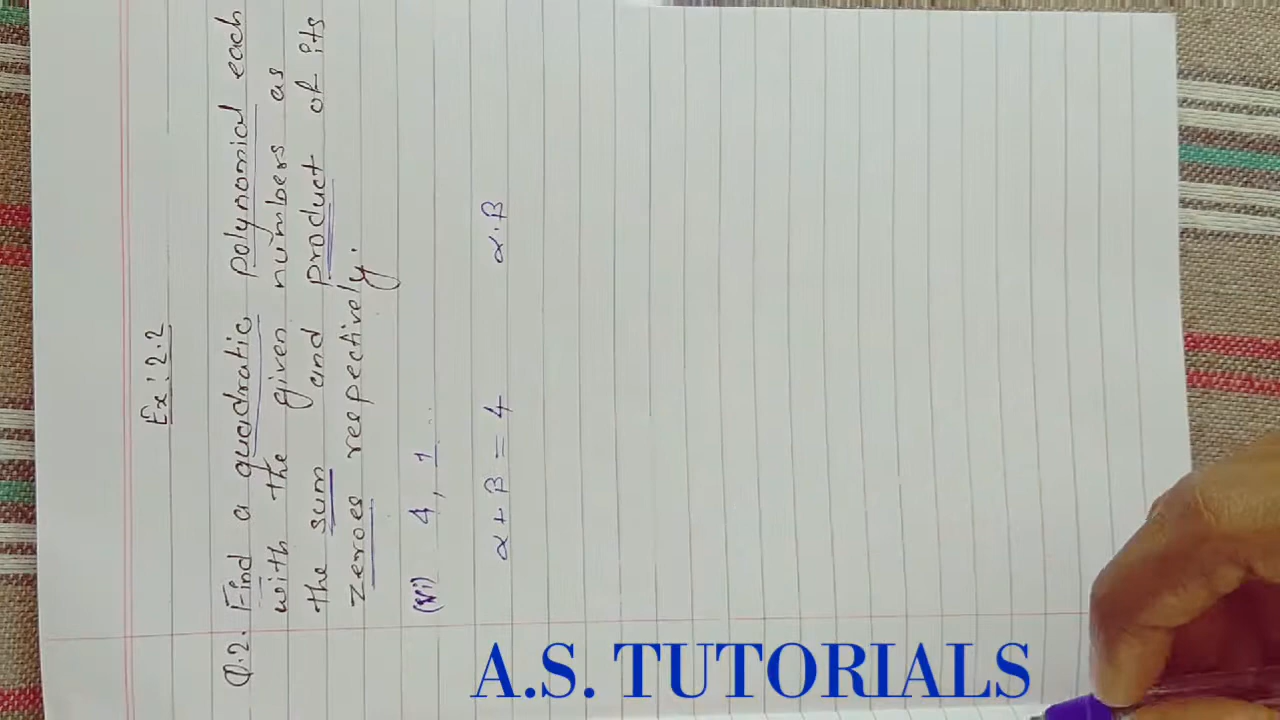 Ex: 2.2
Q.2. Find a quadratic polynomial each
with the given numbers as
the sum and product of its
zeroes respectively.
(vi) 4, 1
α + β = 4 α.β
A.S. TUTORIALS